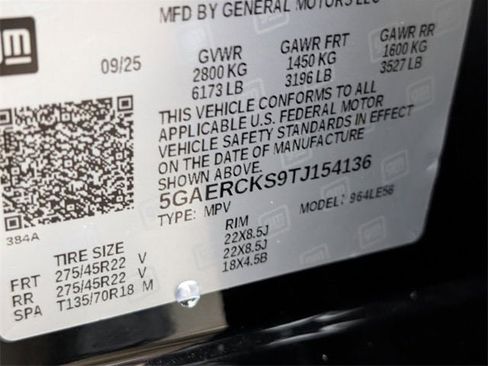 MFD BY GENERAL MOTORS LLC
GM
09/25
GVWR GAWR FRT GAWR RR
2800 KG 1450 KG 1600 KG
6173 LB 3196 LB 3527 LB
THIS VEHICLE CONFORMS TO ALL
APPLICABLE U.S. FEDERAL MOTOR
VEHICLE SAFETY STANDARDS IN EFFECT
ON THE DATE OF MANUFACTURE
SHOWN ABOVE.
5GAERCKS9TJ154136
TYPE: MPV MODEL: 964LE56
384A
TIRE SIZE RIM
FRT 275/45R22 V 22X8.5J
RR 275/45R22 V 22X8.5J
SPA T135/70R18 M 18X4.5B